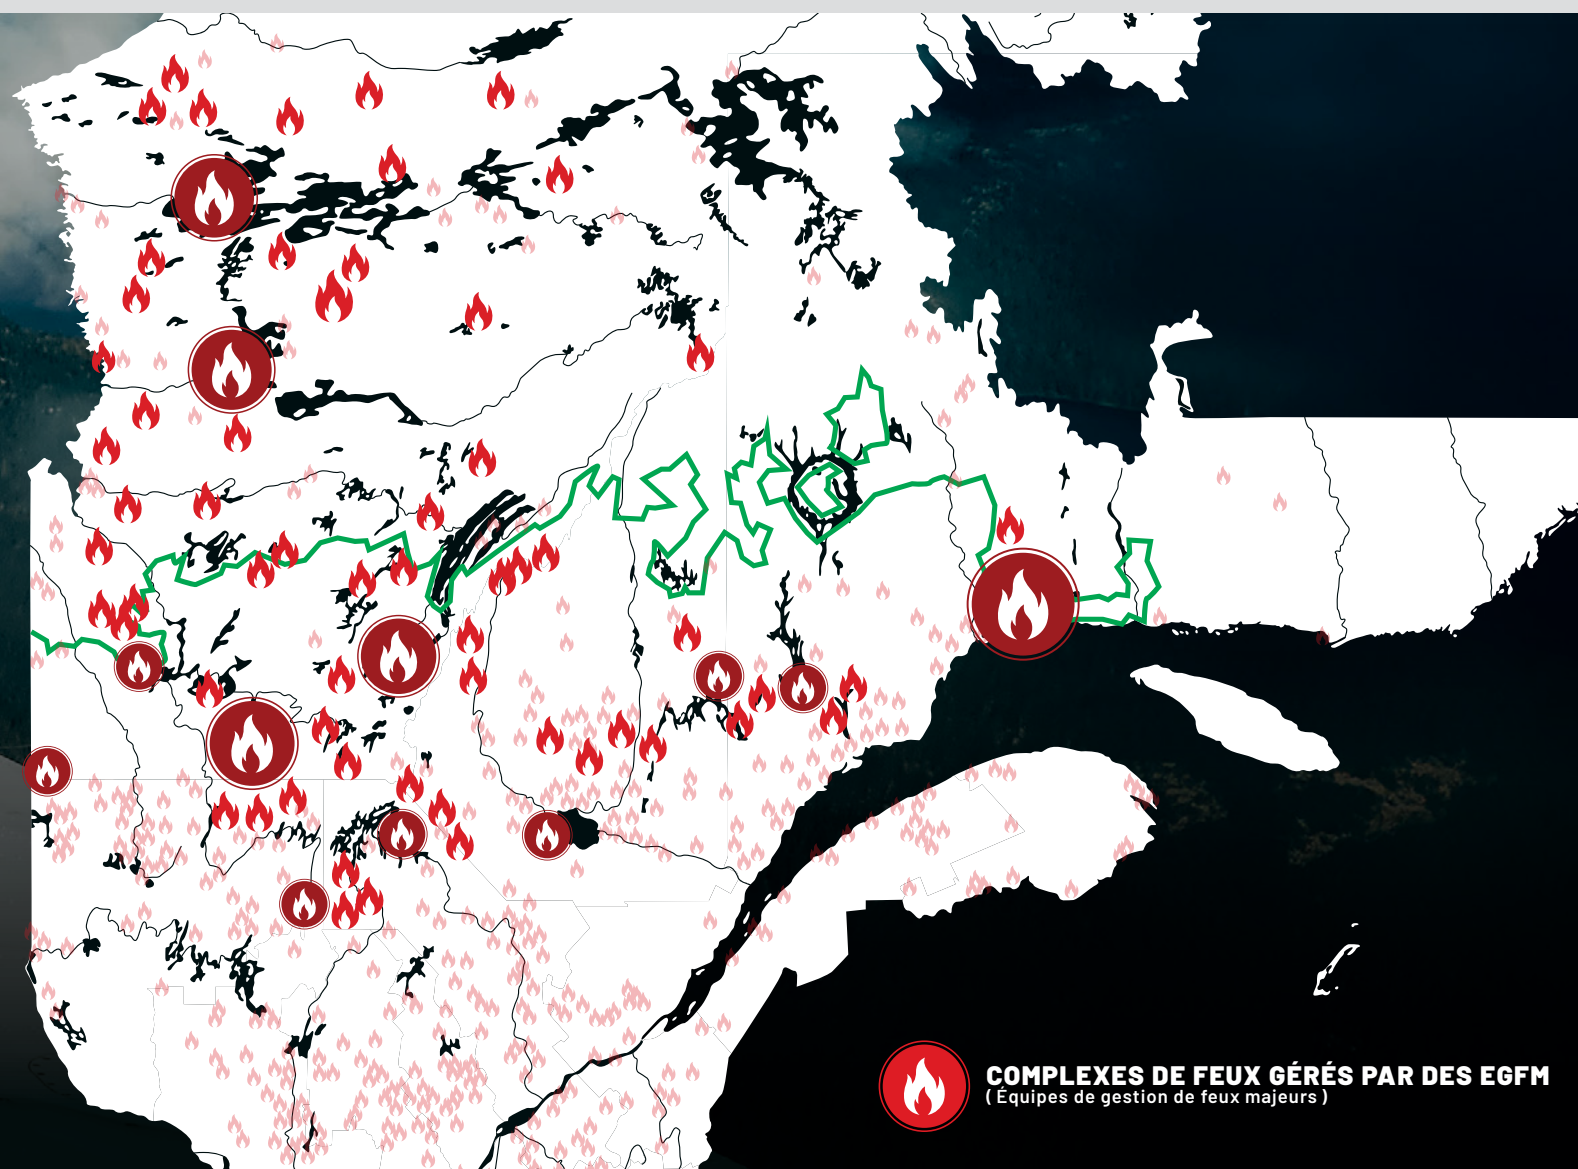 COMPLEXES DE FEUX GÉRÉS PAR DES EGFM
( Équipes de gestion de feux majeurs )